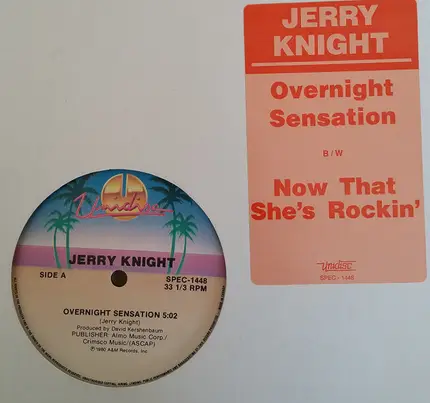 JERRY
KNIGHT
Overnight
Sensation
B/W
Now That
She's Rockin'
Unidisc
SPEC-1448
Unidisc
JERRY KNIGHT
SIDE A
SPEC-1448
33 1/3 RPM
OVERNIGHT SENSATION 5:02
(Jerry Knight)
Produced by David Kershenbaum
PUBLISHER: Almo Music Corp./
Crimsco Music/(ASCAP)
℗ 1980 A&M Records, Inc.